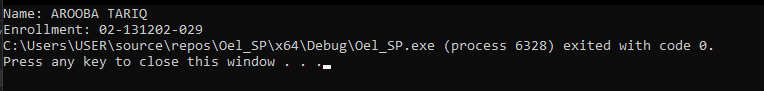 Name: AROOBA TARIQ
Enrollment: 02-131202-029
C:\Users\USER\source\repos\Oel_SP\x64\Debug\Oel_SP.exe (process 6328) exited with code 0.
Press any key to close this window . . .